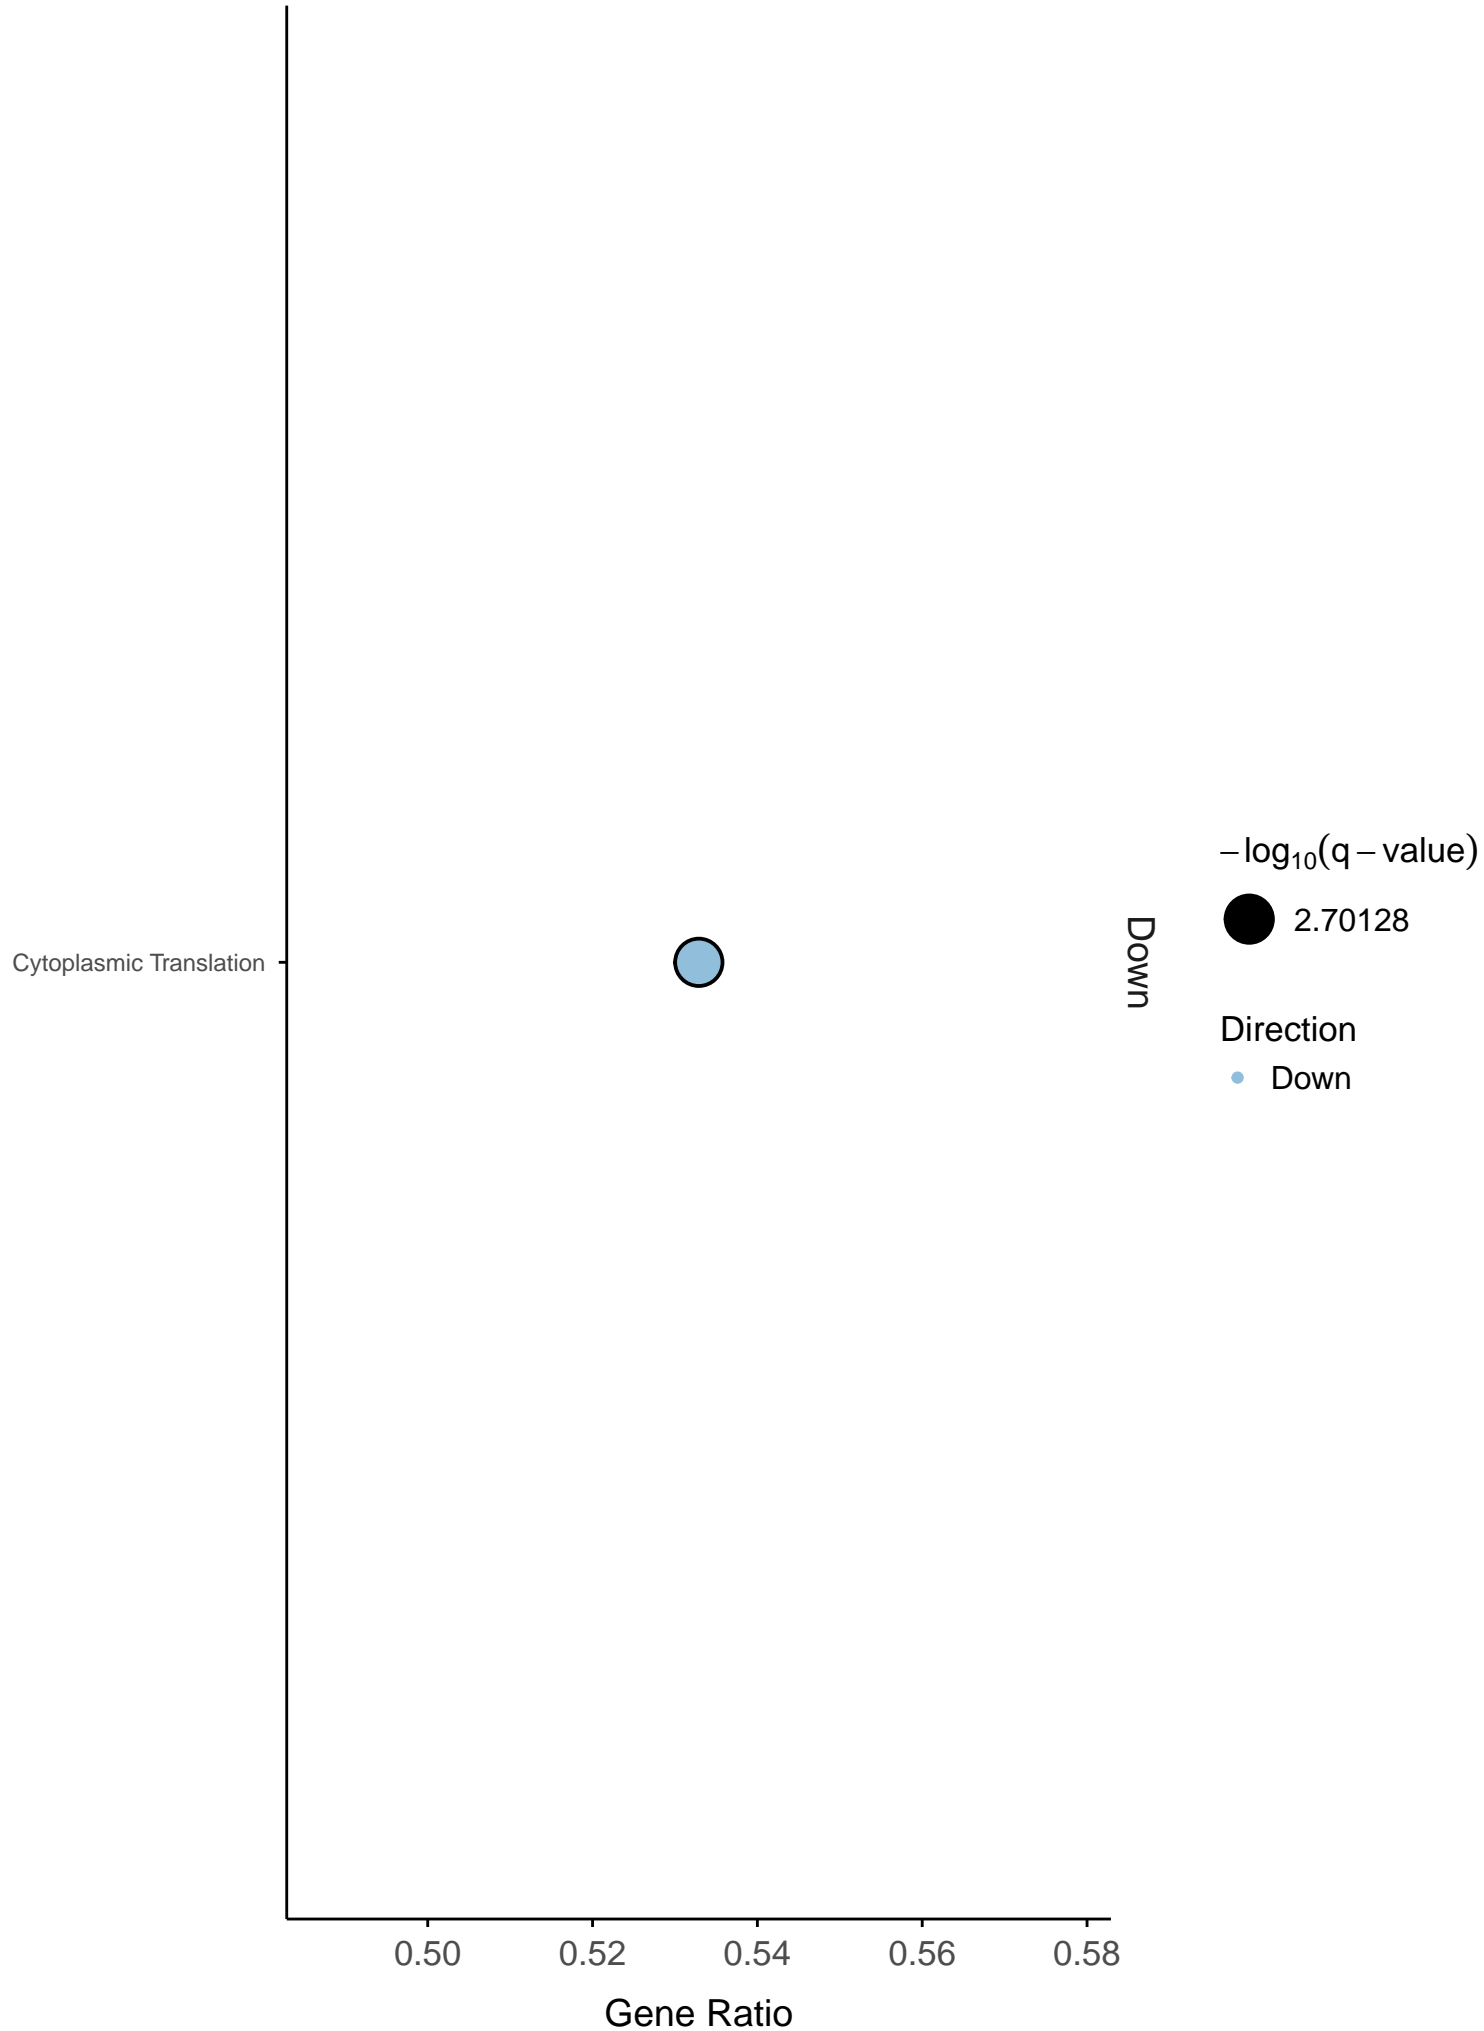 −log10(q−value)
2.70128
Down
Cytoplasmic Translation
Direction
Down
0.50 0.52 0.54 0.56 0.58
Gene Ratio